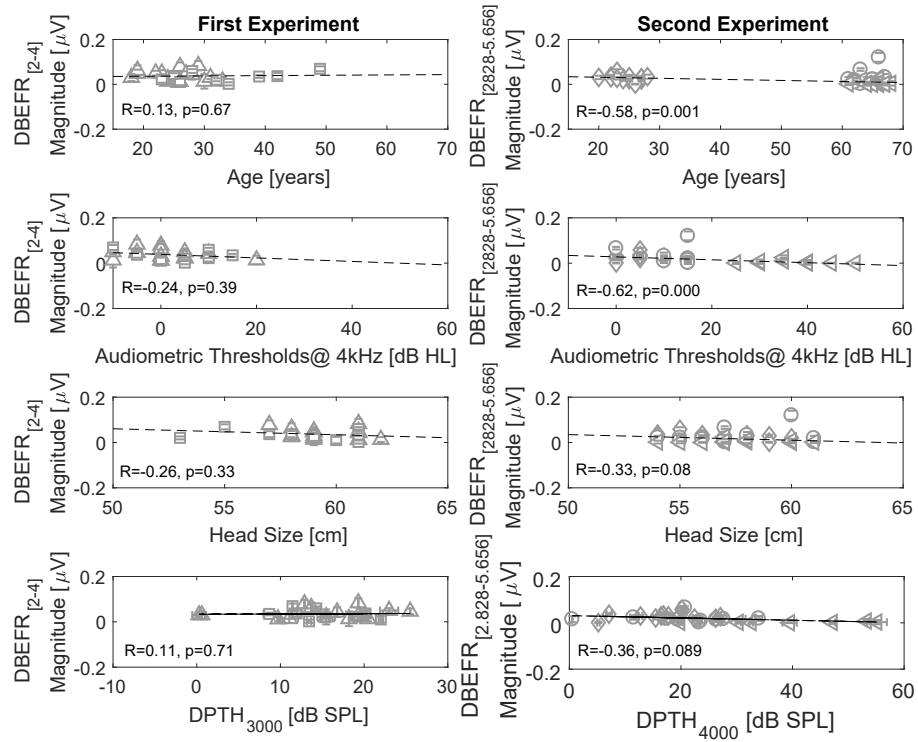 First Experiment
Second Experiment
DBEFR[2-4]
Magnitude [μV]
0.2
0
-0.2
R=0.13, p=0.67
20 30 40 50 60 70
Age [years]
DBEFR[2828-5.656]
Magnitude [μV]
0.2
0
-0.2
R=-0.58, p=0.001
20 30 40 50 60 70
Age [years]
DBEFR[2-4]
Magnitude [μV]
0.2
0
-0.2
R=-0.24, p=0.39
0 20 40 60
Audiometric Thresholds@ 4kHz [dB HL]
DBEFR[2828-5.656]
Magnitude [μV]
0.2
0
-0.2
R=-0.62, p=0.000
0 20 40 60
Audiometric Thresholds@ 4kHz [dB HL]
DBEFR[2-4]
Magnitude [μV]
0.2
0
-0.2
R=-0.26, p=0.33
50 55 60 65
Head Size [cm]
DBEFR[2828-5.656]
Magnitude [μV]
0.2
0
-0.2
R=-0.33, p=0.08
50 55 60 65
Head Size [cm]
DBEFR[2-4]
Magnitude [μV]
0.2
0
-0.2
R=0.11, p=0.71
-10 0 10 20 30
DPTH3000 [dB SPL]
DBEFR[2.828-5.656]
Magnitude [ μV]
0.2
0
-0.2
R=-0.36, p=0.089
0 20 40 60
DPTH4000 [dB SPL]